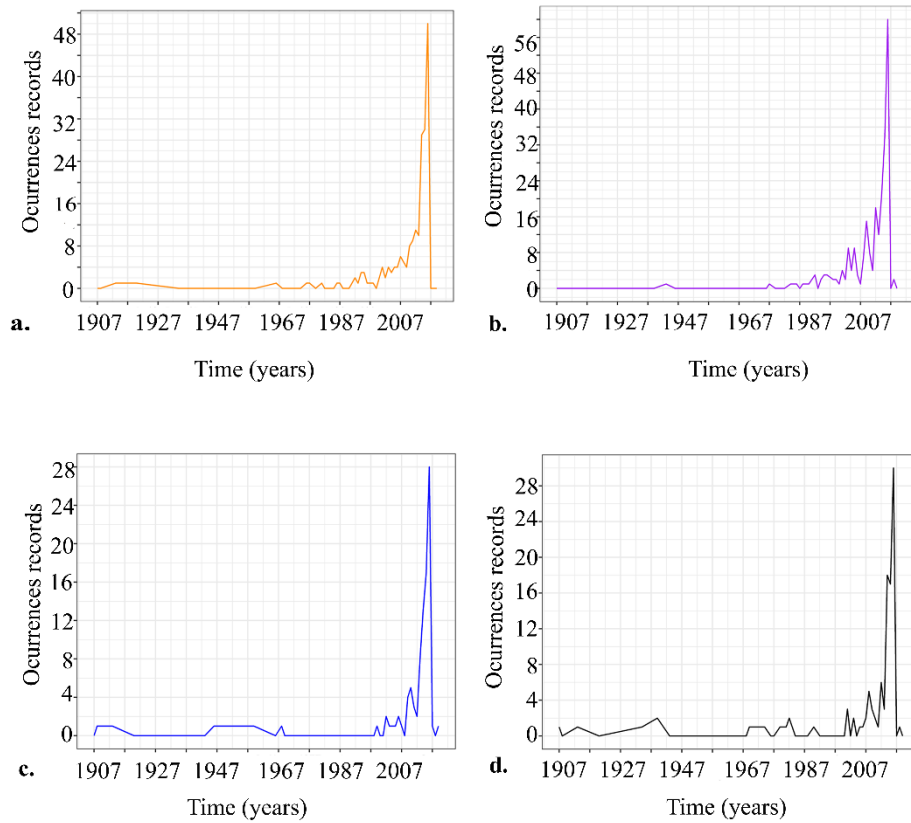 Ocurrences records
48
40
32
24
16
8
0
1907 1927 1947 1967 1987 2007
a.
Time (years)
Ocurrences records
56
48
40
32
24
16
8
0
1907 1927 1947 1967 1987 2007
b.
Time (years)
Ocurrences records
28
24
20
16
12
8
4
0
1907 1927 1947 1967 1987 2007
c.
Time (years)
Ocurrences records
28
24
20
16
12
8
4
0
1907 1927 1947 1967 1987 2007
d.
Time (years)